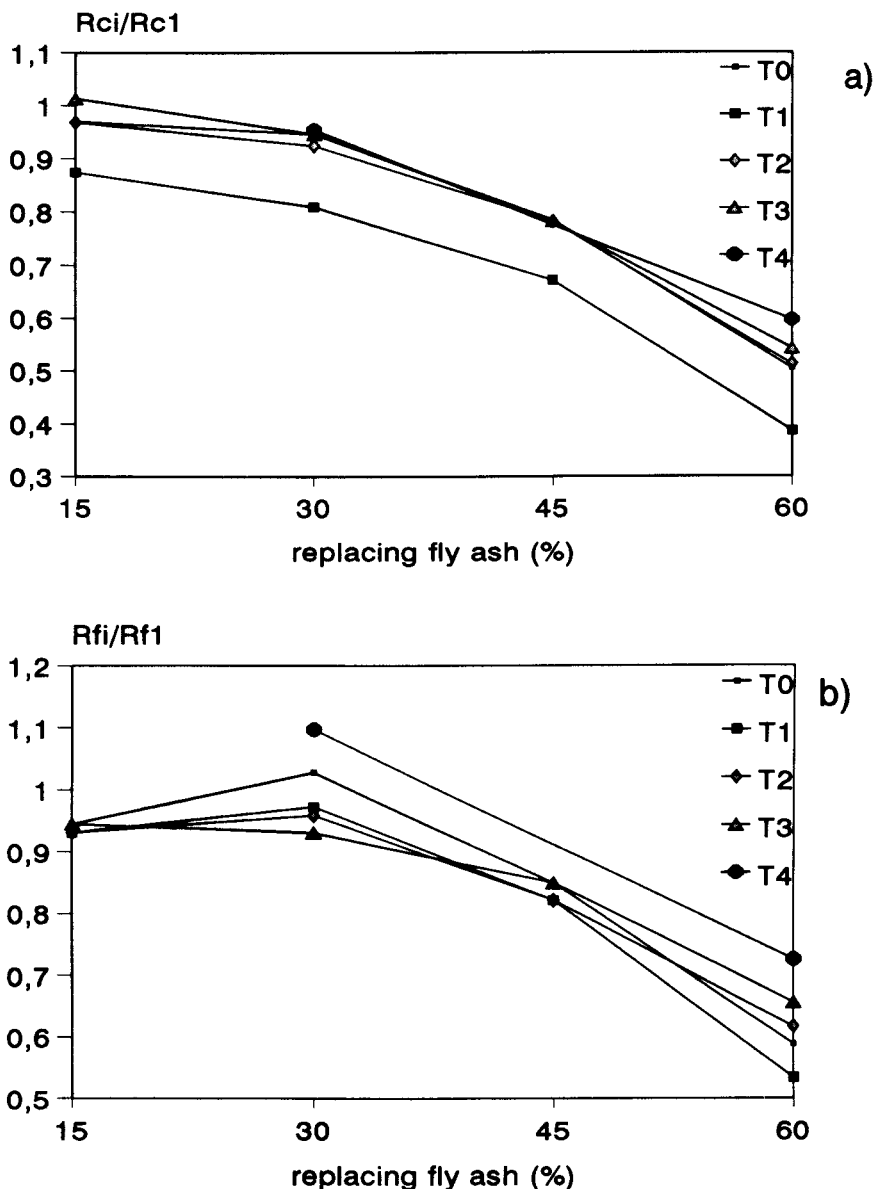 Rci/Rc1
1,1
1
0,9
0,8
0,7
0,6
0,5
0,4
0,3
15 30 45 60
replacing fly ash (%)
T0
T1
T2
T3
T4
a)
Rfi/Rf1
1,2
1,1
1
0,9
0,8
0,7
0,6
0,5
15 30 45 60
replacing fly ash (%)
T0
T1
T2
T3
T4
b)